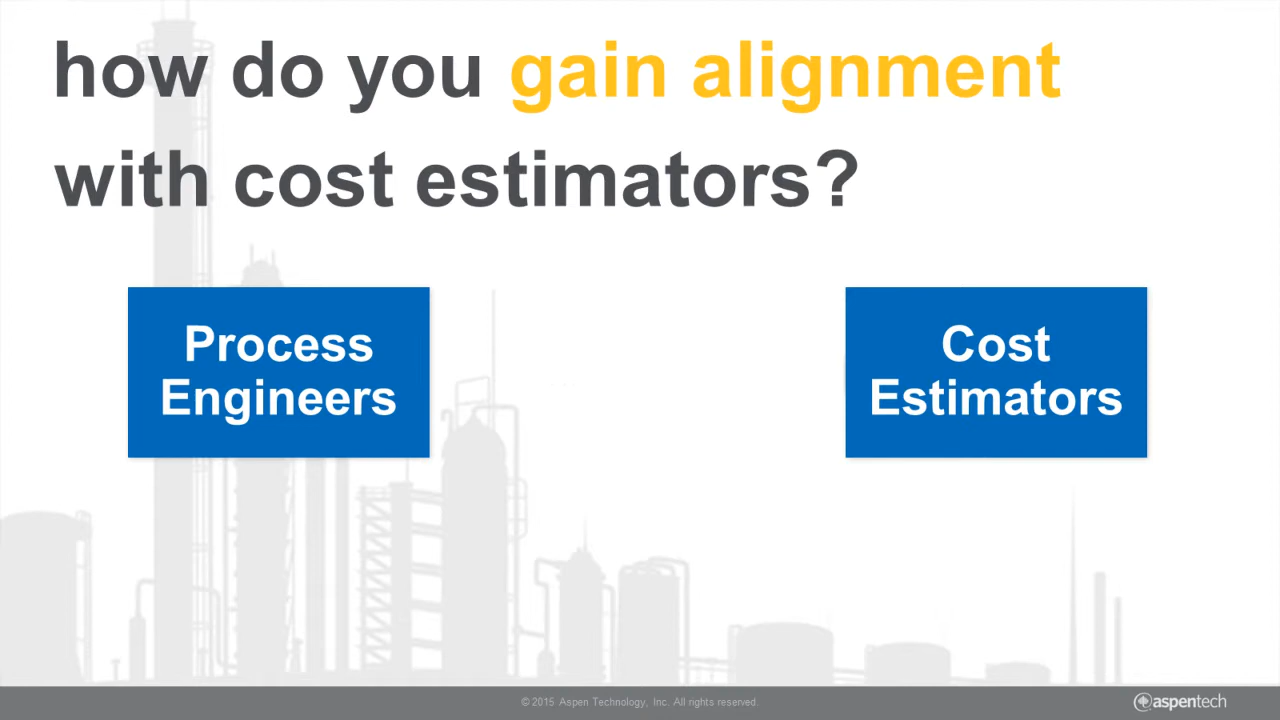 how do you gain alignment
with cost estimators?
Process
Engineers
Cost
Estimators
© 2015 Aspen Technology, Inc. All rights reserved.
aspentech